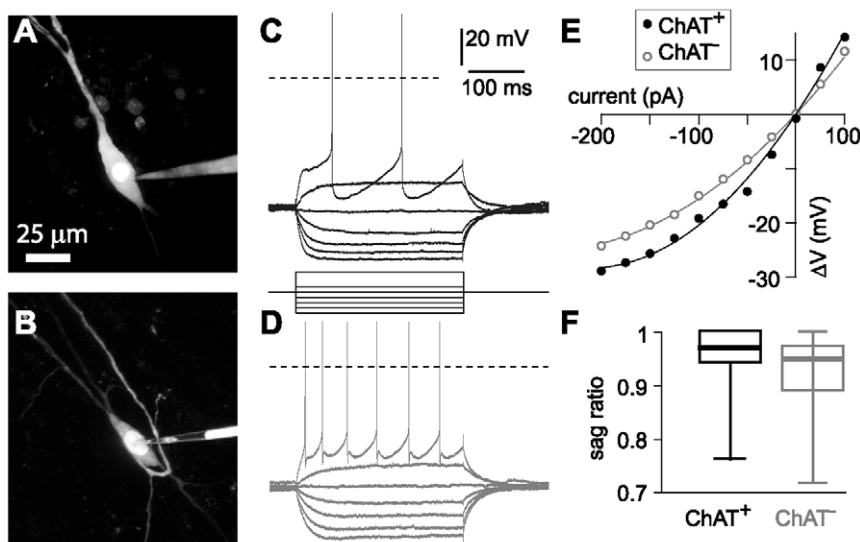 A
25 µm
B
C
20 mV
100 ms
D
E
ChAT+
ChAT-
current (pA)
10
-200
-100
100
-20
-30
ΔV (mV)
F
1
0.9
0.8
0.7
sag ratio
ChAT+
ChAT-